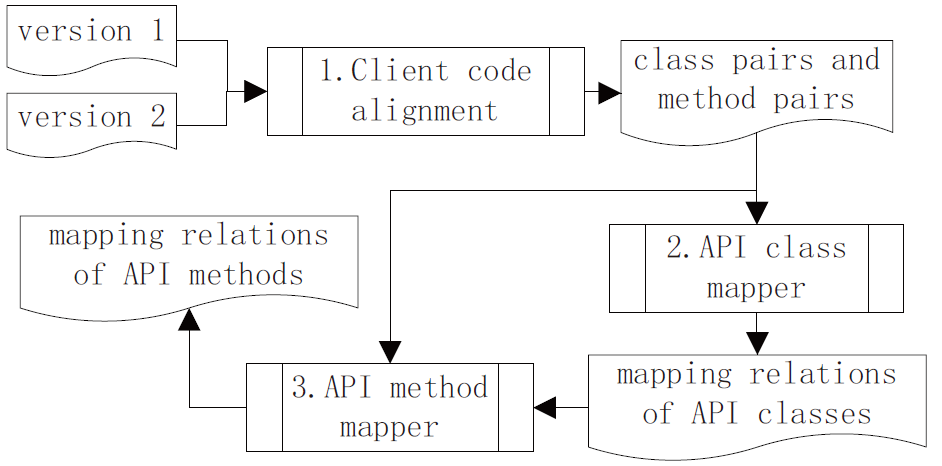 version 1
version 2
1.Client code
alignment
class pairs and
method pairs
2.API class
mapper
mapping relations
of API classes
3.API method
mapper
mapping relations
of API methods